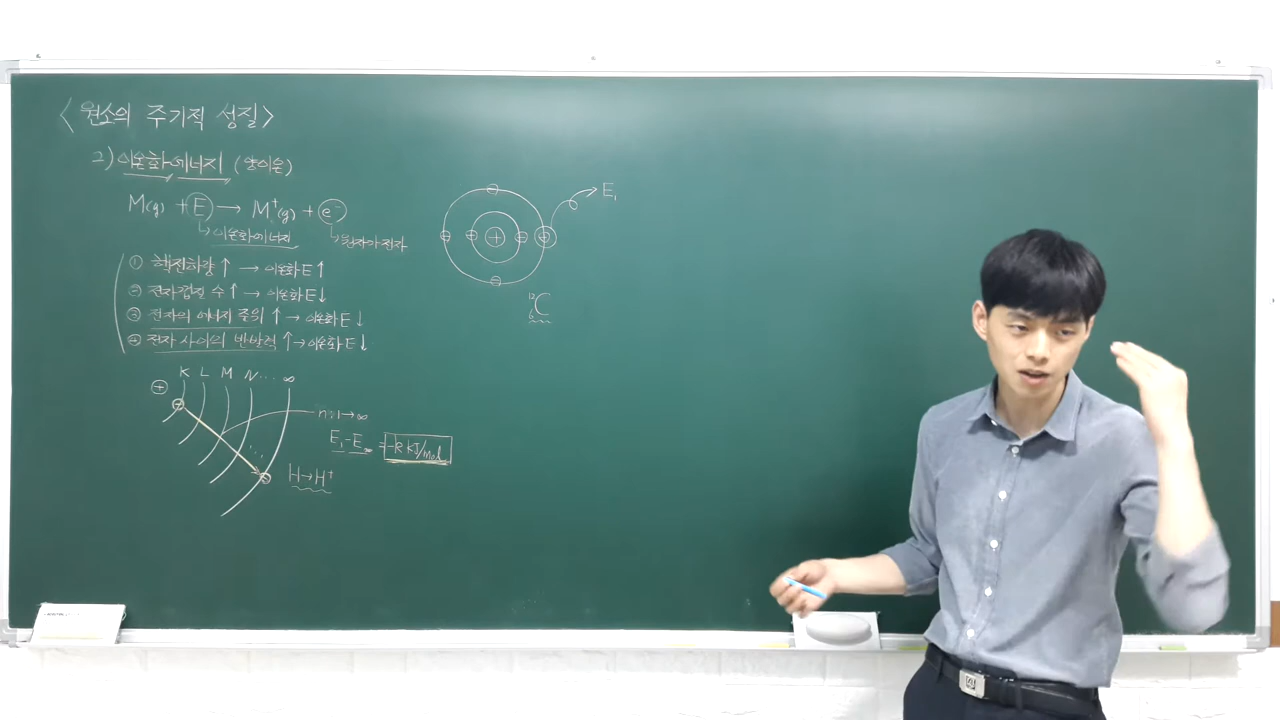 <원소의 주기적 성질>
2) 이온화에너지 (양이온)
M(g) + E → M⁺(g) + e⁻
↳ 이온화에너지
↳ 원자가 전자
① 핵전하량 ↑ → 이온화E ↑
② 전자껍질 수 ↑ → 이온화E ↓
③ 전자의 에너지 준위 ↑ → 이온화E ↓
④ 전자 사이의 반발력 ↑ → 이온화E ↓
K L M N ... ∞
+
n=1→∞
E₁-E∞ = -R kJ/mol
H→H⁺
E₁
+
¹²₆C